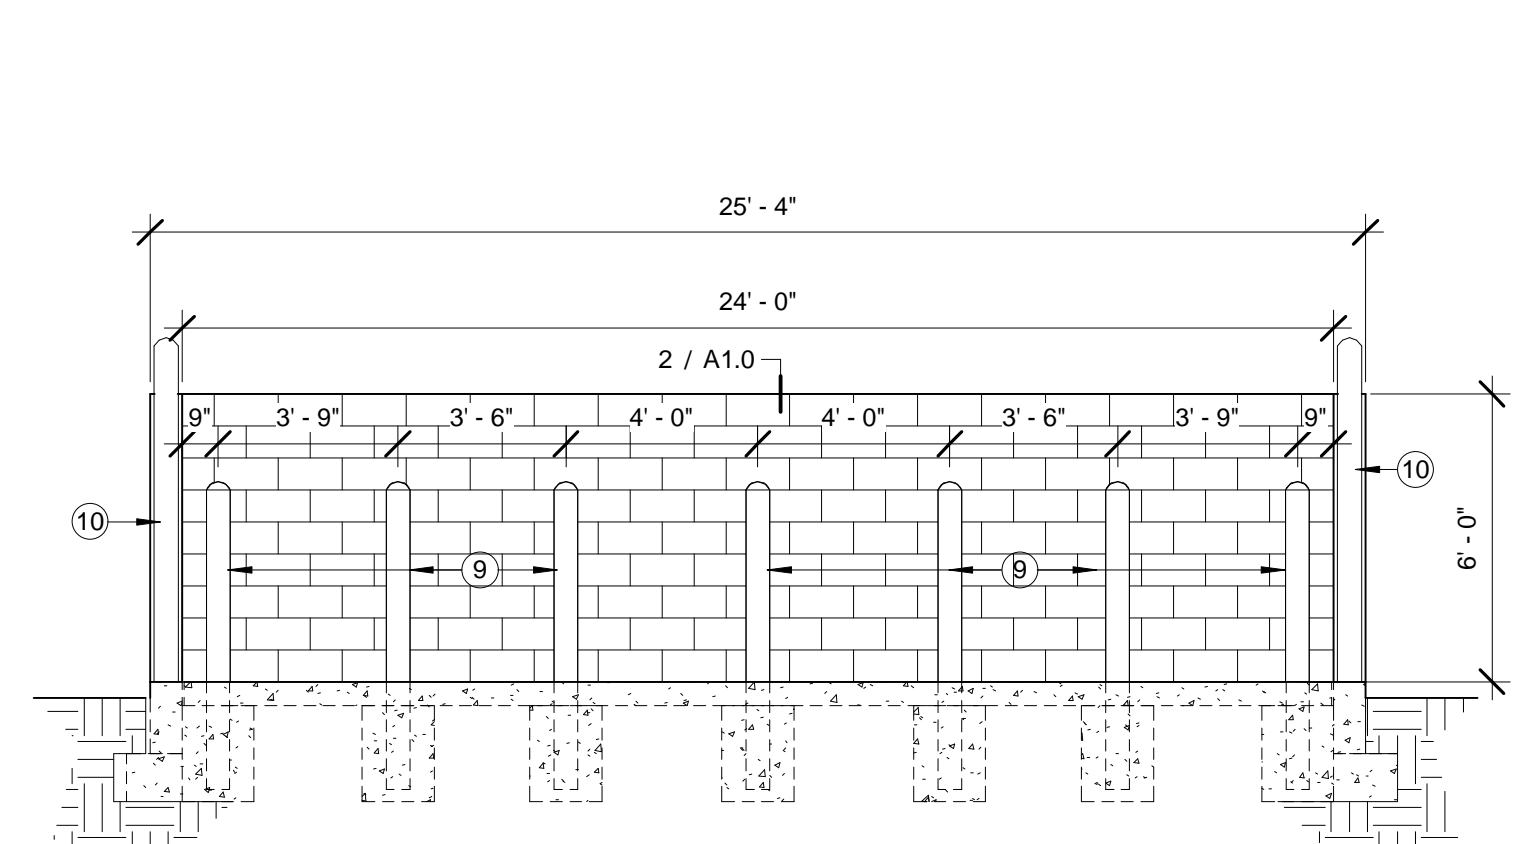 25' - 4"
24' - 0"
2 / A1.0
9" 3' - 9" 3' - 6" 4' - 0" 4' - 0" 3' - 6" 3' - 9" 9"
10
10
6' - 0"
9 9